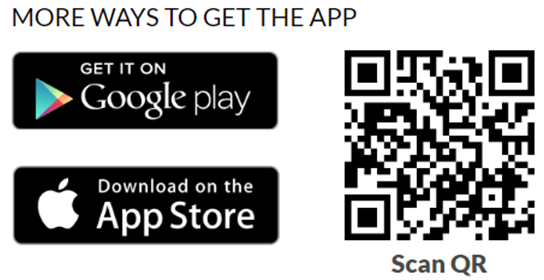 MORE WAYS TO GET THE APP
GET IT ON
Google play
Download on the
App Store
Scan QR